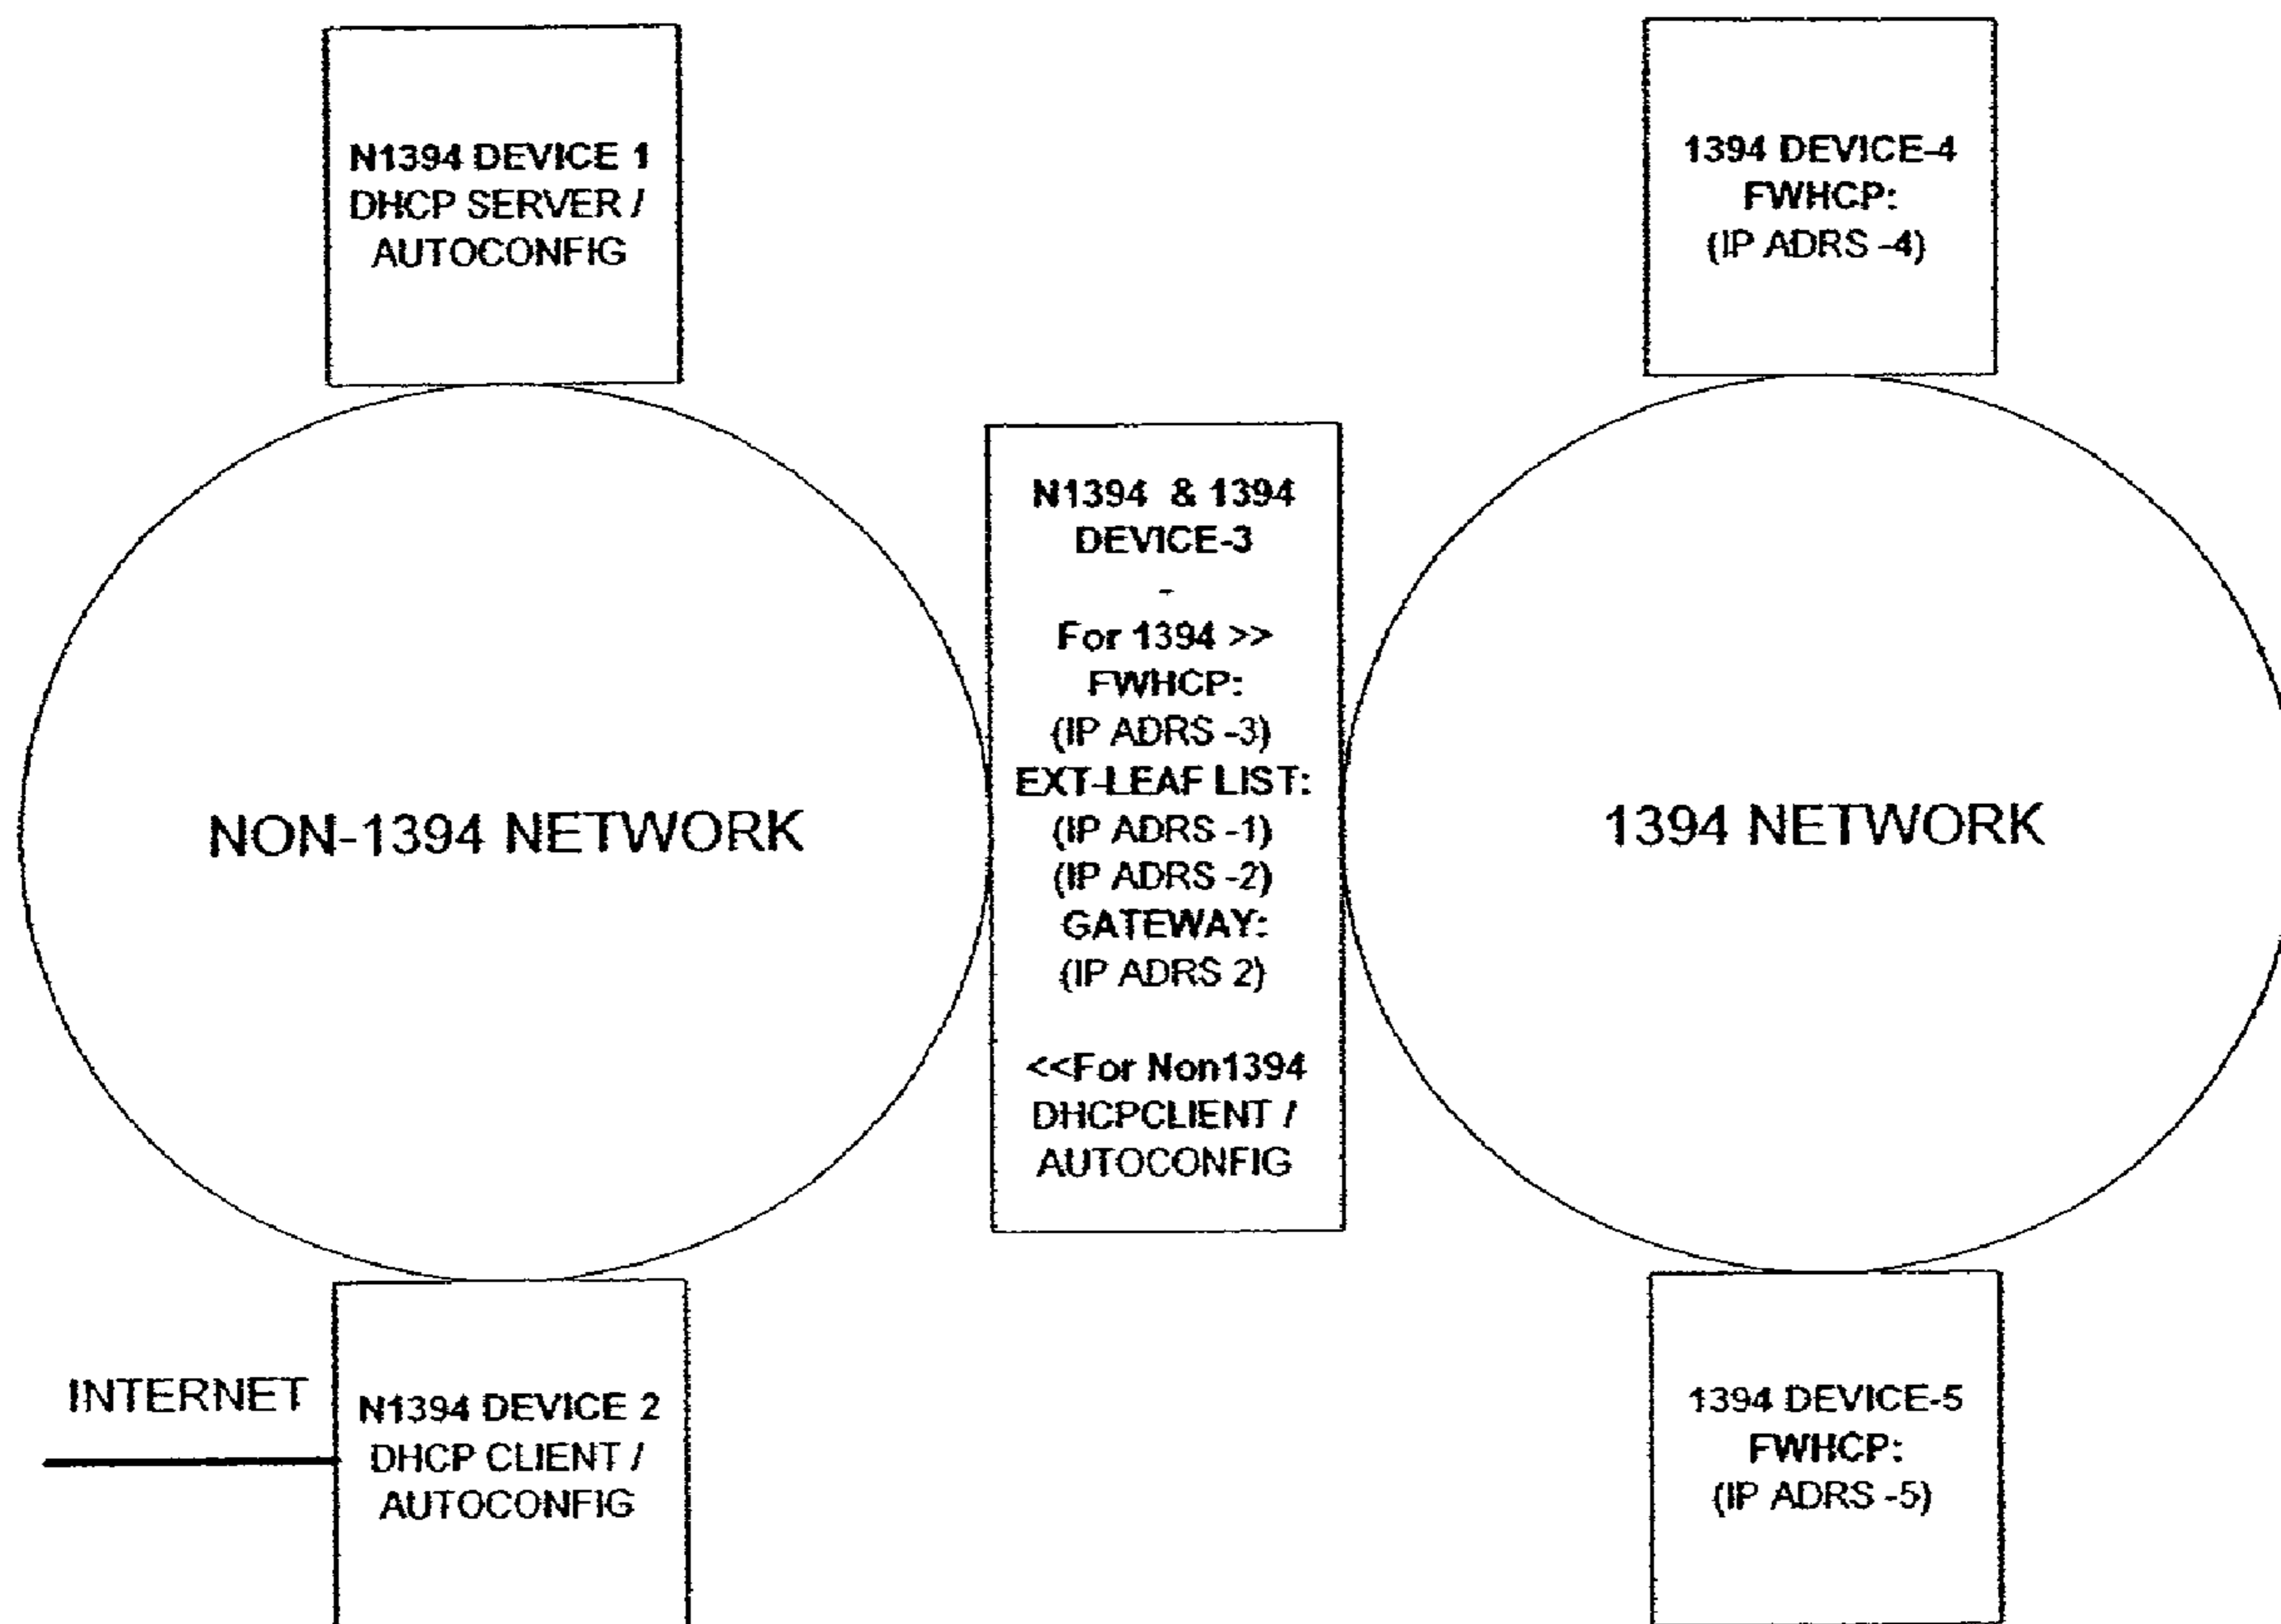 N1394 DEVICE 1
DHCP SERVER /
AUTOCONFIG
1394 DEVICE-4
FWHCP:
(IP ADRS -4)
NON-1394 NETWORK
N1394 & 1394
DEVICE-3
-
For 1394 >>
FWHCP:
(IP ADRS -3)
EXT-LEAF LIST:
(IP ADRS -1)
(IP ADRS -2)
GATEWAY:
(IP ADRS 2)
<<For Non1394
DHCPCLIENT /
AUTOCONFIG
1394 NETWORK
INTERNET
N1394 DEVICE 2
DHCP CLIENT /
AUTOCONFIG
1394 DEVICE-5
FWHCP:
(IP ADRS -5)